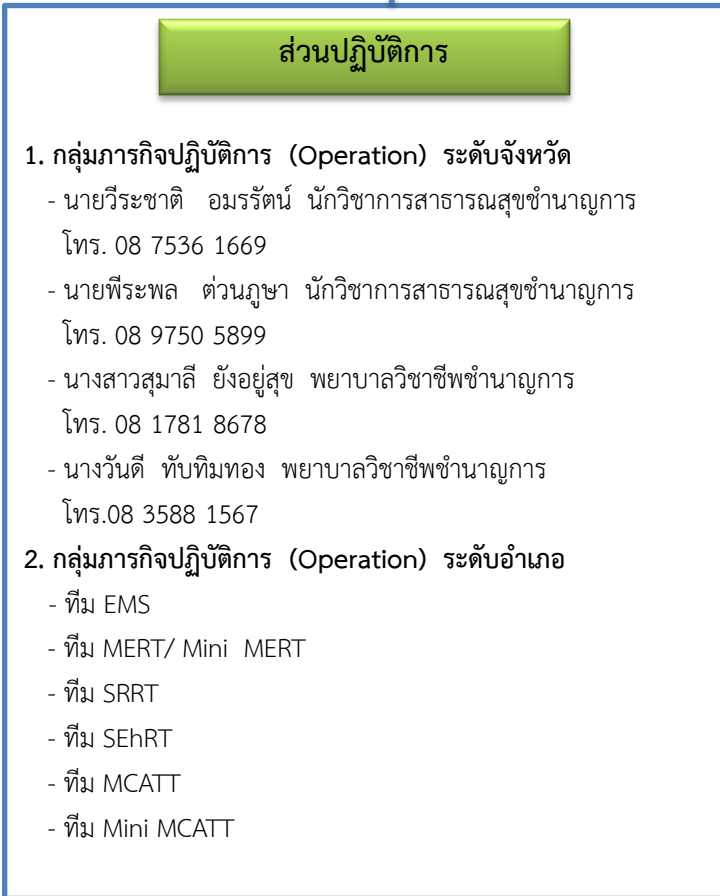 ส่วนปฏิบัติการ
1. กลุ่มภารกิจปฏิบัติการ (Operation) ระดับจังหวัด
- นายวีระชาติ อมรรัตน์ นักวิชาการสาธารณสุขชำนาญการ
โทร. 08 7536 1669
- นายพีระพล ต่วนภูษา นักวิชาการสาธารณสุขชำนาญการ
โทร. 08 9750 5899
- นางสาวสุมาลี ยังอยู่สุข พยาบาลวิชาชีพชำนาญการ
โทร. 08 1781 8678
- นางวันดี ทับทิมทอง พยาบาลวิชาชีพชำนาญการ
โทร.08 3588 1567
2. กลุ่มภารกิจปฏิบัติการ (Operation) ระดับอำเภอ
- ทีม EMS
- ทีม MERT/ Mini MERT
- ทีม SRRT
- ทีม SEhRT
- ทีม MCATT
- ทีม Mini MCATT